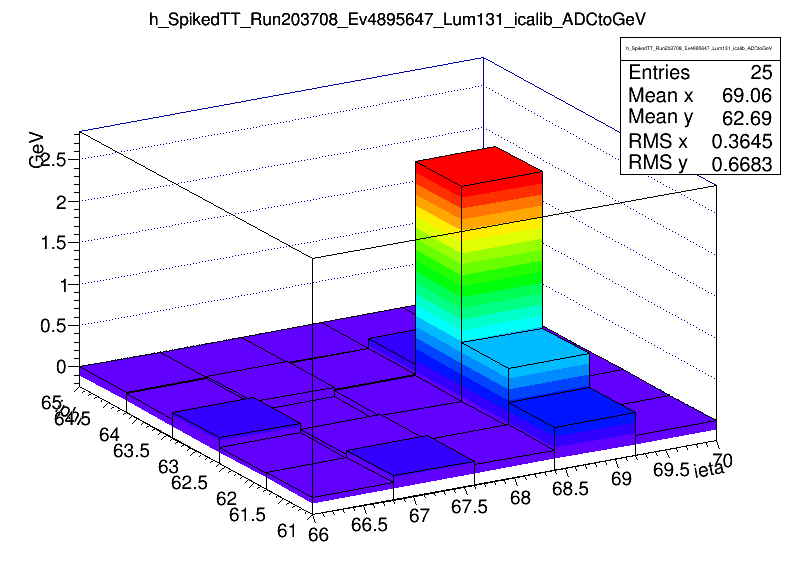 h_SpikedTT_Run203708_Ev4895647_Lum131_icalib_ADCtoGeV
h_SpikedTT_Run203708_Ev4895647_Lum131_icalib_ADCtoGeV
Entries 25
Mean x 69.06
Mean y 62.69
RMS x 0.3645
RMS y 0.6683
GeV
2.5
2
1.5
1
0.5
0
65
64.5
64
63.5
63
62.5
62
61.5
61
66
66.5
67
67.5
68
68.5
69
69.5
70
ieta